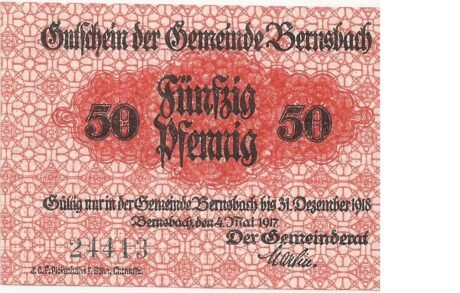 Gutschein der Gemeinde Bernsbach
50 Fünfzig Pfennig 50
Gültig nur in der Gemeinde Bernsbach bis 31. Dezember 1918
Bernsbach, den 4. Mai 1917.
24413 Der Gemeinderat